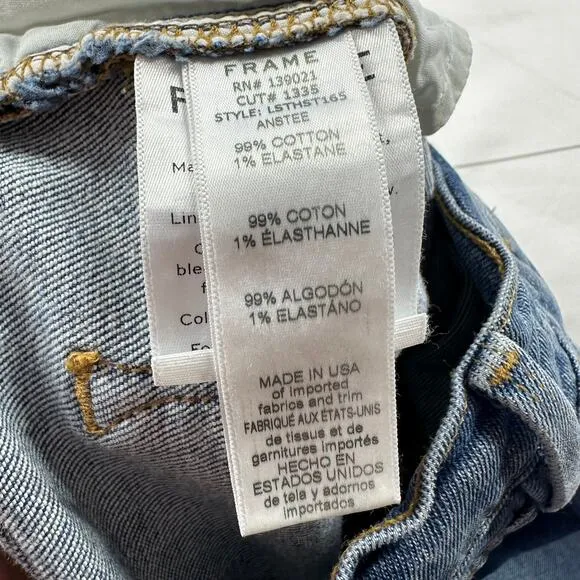 FRAME
RN# 139021
CUT# 1335
STYLE: LSTHST165
ANSTEE
99% COTTON
1% ELASTANE
99% COTON
1% ÉLASTHANNE
99% ALGODÓN
1% ELASTÁNO
MADE IN USA
of imported
fabrics and trim
FABRIQUÉ AUX ÉTATS-UNIS
de tissus et de
garnitures importés
HECHO EN
ESTADOS UNIDOS
de tela y adornos
importados